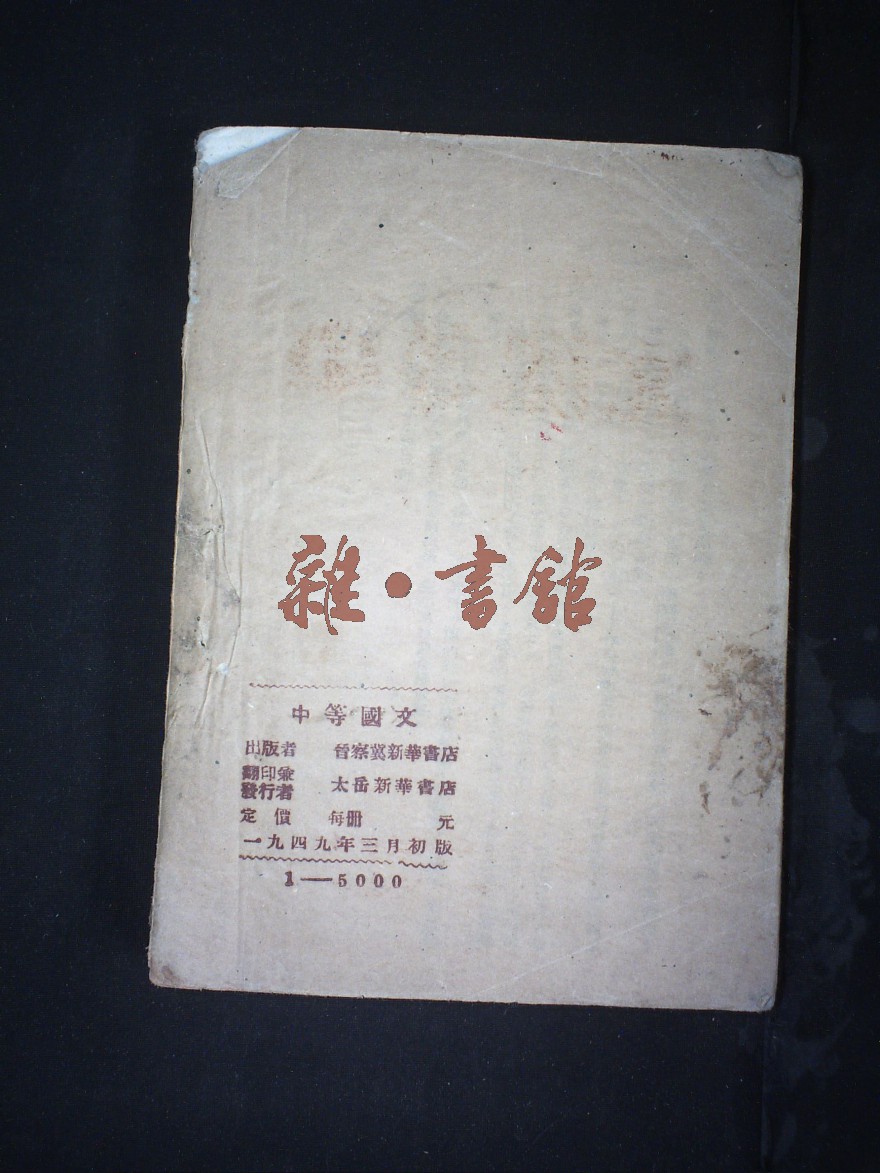 雜·書館
中等國文
出版者 晋察冀新華書店
翻印兼
發行者 太岳新華書店
定價 每冊 元
一九四九年三月初版
1—5000